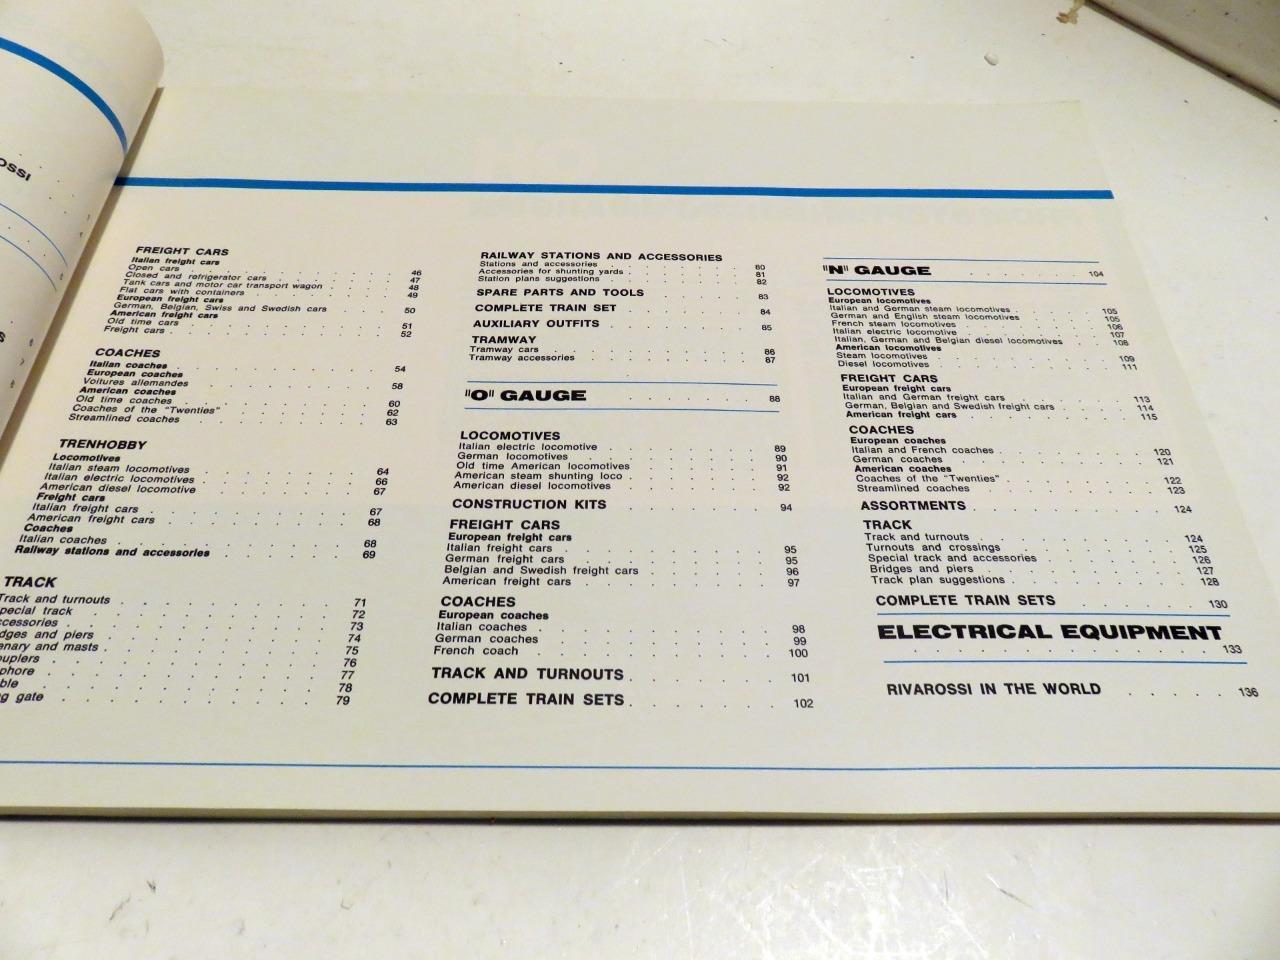 OSSI
FREIGHT CARS
Italian freight cars
Open cars 46
Closed and refrigerator cars 47
Tank cars and motor car transport wagon 48
Flat cars with containers 49
European freight cars
German, Belgian, Swiss and Swedish cars 50
American freight cars
Old time cars 51
Freight cars 52
COACHES
Italian coaches 54
European coaches
Voitures allemandes 58
American coaches
Old time coaches 60
Coaches of the "Twenties" 62
Streamlined coaches 63
TRENHOBBY
Locomotives
Italian steam locomotives 64
Italian electric locomotives 66
American diesel locomotive 67
Freight cars
Italian freight cars 67
American freight cars 68
Coaches
Italian coaches 68
Railway stations and accessories 69
TRACK
Track and turnouts 71
pecial track 72
ccessories 73
dges and piers 74
enary and masts 75
oupiers 76
phore 77
ble 78
ng gate 79
RAILWAY STATIONS AND ACCESSORIES
Stations and accessories 80
Accessories for shunting yards 81
Station plans suggestions 82
SPARE PARTS AND TOOLS 83
COMPLETE TRAIN SET 84
AUXILIARY OUTFITS 85
TRAMWAY
Tramway cars 86
Tramway accessories 87
"O" GAUGE 88
LOCOMOTIVES
Italian electric locomotive 89
German locomotives 90
Old time American locomotives 91
American steam shunting loco 92
American diesel locomotives 92
CONSTRUCTION KITS 94
FREIGHT CARS
European freight cars
Italian freight cars 95
German freight cars 95
Belgian and Swedish freight cars 96
American freight cars 97
COACHES
European coaches
Italian coaches 98
German coaches 99
French coach 100
TRACK AND TURNOUTS 101
COMPLETE TRAIN SETS 102
"N" GAUGE 104
LOCOMOTIVES
European locomotives
Italian and German steam locomotives 105
German and English steam locomotives 105
French steam locomotives 106
Italian electric locomotive 107
Italian, German and Belgian diesel locomotives 108
American locomotives
Steam locomotives 109
Diesel locomotives 111
FREIGHT CARS
European freight cars
Italian and German freight cars 113
German, Belgian and Swedish freight cars 114
American freight cars 115
COACHES
European coaches
Italian and French coaches 120
German coaches 121
American coaches
Coaches of the "Twenties" 122
Streamlined coaches 123
ASSORTMENTS 124
TRACK
Track and turnouts 124
Turnouts and crossings 125
Special track and accessories 126
Bridges and piers 127
Track plan suggestions 128
COMPLETE TRAIN SETS 130
ELECTRICAL EQUIPMENT
133
RIVAROSSI IN THE WORLD 136